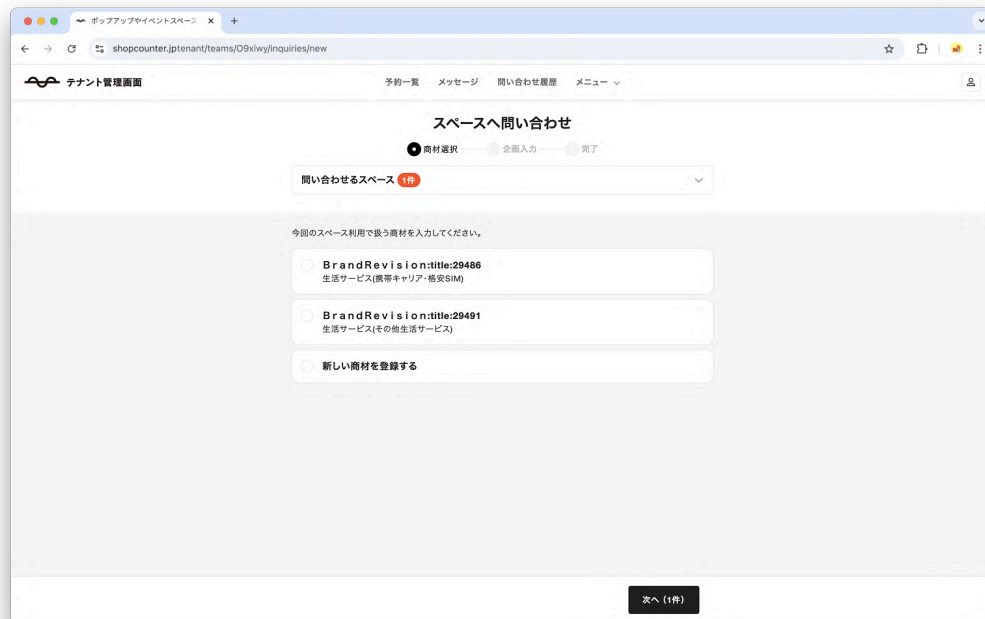 ポップアップやイベントスペース
shopcounter.jptenant/teams/O9xiwy/inquiries/new
テナント管理画面
予約一覧 メッセージ 問い合わせ履歴 メニュー
スペースへ問い合わせ
商材選択 企画入力 完了
問い合わせるスペース 1件
今回のスペース利用で扱う商材を入力してください。
BrandRevision:title:29486
生活サービス(携帯キャリア・格安SIM)
BrandRevision:title:29491
生活サービス(その他生活サービス)
新しい商材を登録する
次へ (1件)